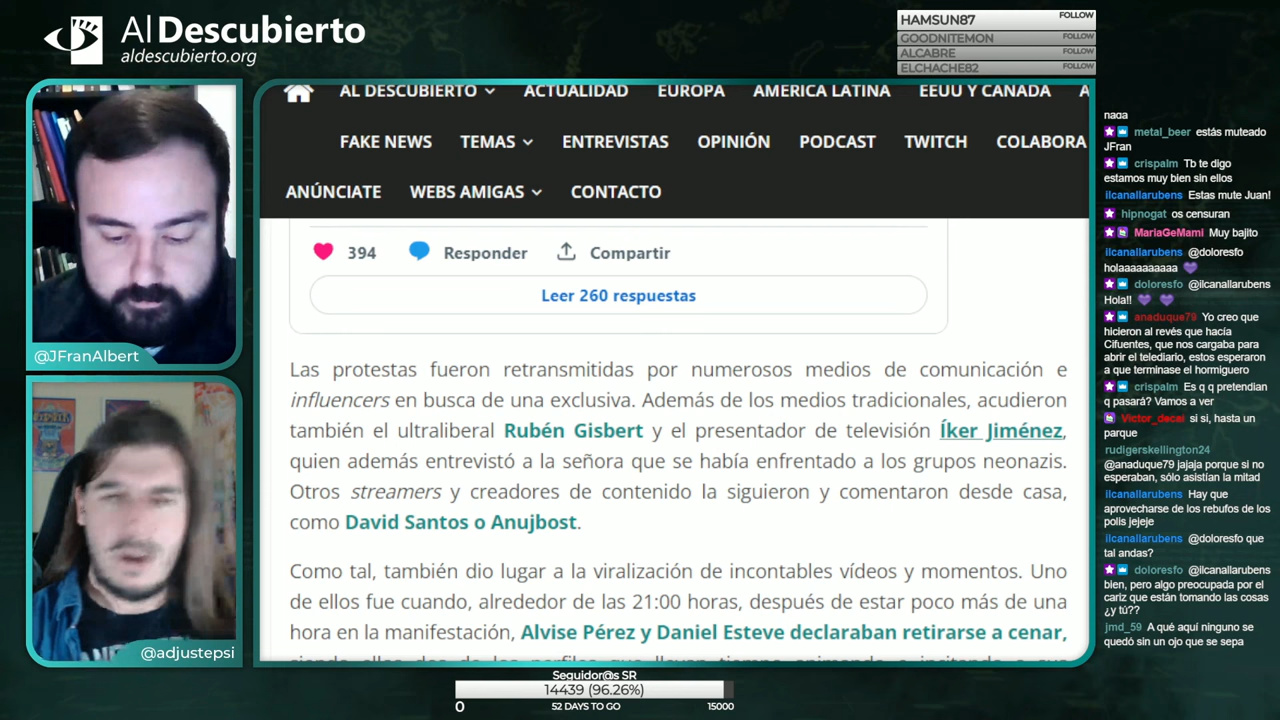 Al Descubierto
aldescubierto.org
HAMSUN87 FOLLOW
GOODNITEMON FOLLOW
ALCABRE FOLLOW
ELCHACHE82 FOLLOW
@JFranAlbert
@adjustepsi
AL DESCUBIERTO ACTUALIDAD EUROPA AMÉRICA LATINA EEUU Y CANADA A
FAKE NEWS TEMAS ENTREVISTAS OPINIÓN PODCAST TWITCH COLABORA
ANÚNCIATE WEBS AMIGAS CONTACTO
394 Responder Compartir
Leer 260 respuestas
Las protestas fueron retransmitidas por numerosos medios de comunicación e
influencers en busca de una exclusiva. Además de los medios tradicionales, acudieron
también el ultraliberal Rubén Gisbert y el presentador de televisión Íker Jiménez,
quien además entrevistó a la señora que se había enfrentado a los grupos neonazis.
Otros streamers y creadores de contenido la siguieron y comentaron desde casa,
como David Santos o Anujbost.
Como tal, también dio lugar a la viralización de incontables vídeos y momentos. Uno
de ellos fue cuando, alrededor de las 21:00 horas, después de estar poco más de una
hora en la manifestación, Alvise Pérez y Daniel Esteve declaraban retirarse a cenar,
naga
metal_beer estás muteado
JFran
crispalm Tb te digo
estamos muy bien sin ellos
ilcanallarubens Estas mute Juan!
hipnogat os censuran
MariaGeMami Muy bajito
ilcanallarubens @doloresfo
holaaaaaaaaaa
doloresfo @ilcanallarubens
Hola!!
anaduque79 Yo creo que
hicieron al revés que hacía
Cifuentes, que nos cargaba para
abrir el telediario, estos esperaron
a que terminase el hormiguero
crispalm Es q q pretendian
q pasará? Vamos a ver
Victor_decai si si, hasta un
parque
rudigerskellington24
@anaduque79 jajaja porque si no
esperaban, sólo asistían la mitad
ilcanallarubens Hay que
aprovecharse de los rebufos de los
polis jejeje
ilcanallarubens @doloresfo que
tal andas?
doloresfo @ilcanallarubens
bien, pero algo preocupada por el
cariz que están tomando las cosas
¿y tú??
jmd_59 A qué aquí ninguno se
quedó sin un ojo que se sepa
Seguidor@s SR
14439 (96.26%)
0 52 DAYS TO GO 15000